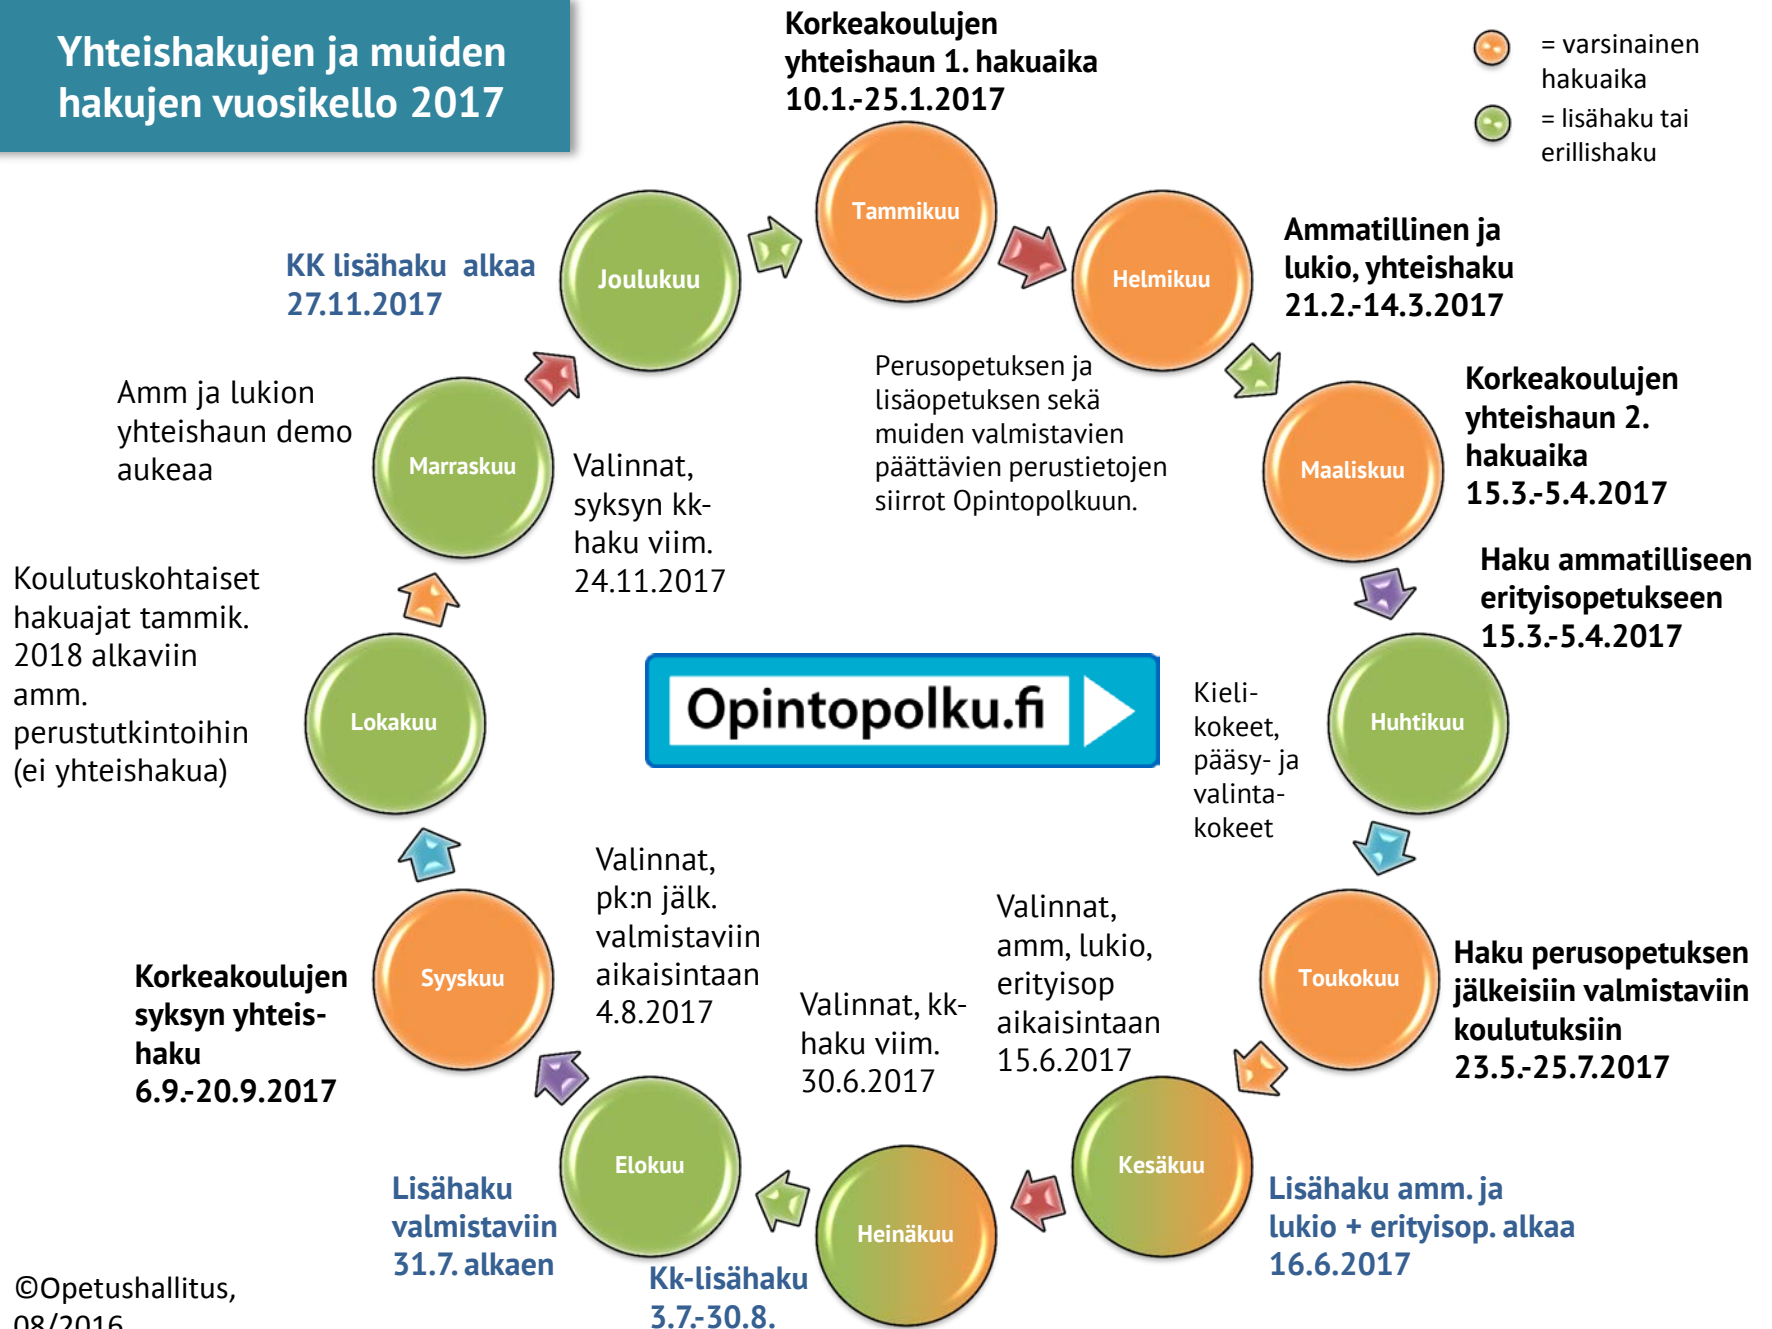 Yhteishakujen ja muiden
hakujen vuosikello 2017
Korkeakoulujen
yhteishaun 1. hakuaika
10.1.-25.1.2017
= varsinainen
hakuaika
= lisähaku tai
erillishaku
Tammikuu
Helmikuu
Ammatillinen ja
lukio, yhteishaku
21.2.-14.3.2017
Perusopetuksen ja
lisäopetuksen sekä
muiden valmistavien
päättävien perustietojen
siirrot Opintopolkuun.
Maaliskuu
Korkeakoulujen
yhteishaun 2.
hakuaika
15.3.-5.4.2017
Haku ammatilliseen
erityisopetukseen
15.3.-5.4.2017
Huhtikuu
Kieli-
kokeet,
pääsy- ja
valinta-
kokeet
Toukokuu
Haku perusopetuksen
jälkeisiin valmistaviin
koulutuksiin
23.5.-25.7.2017
Valinnat,
amm, lukio,
erityisop
aikaisintaan
15.6.2017
Kesäkuu
Lisähaku amm. ja
lukio + erityisop. alkaa
16.6.2017
Valinnat, kk-
haku viim.
30.6.2017
Heinäkuu
Kk-lisähaku
3.7.-30.8.
Valinnat,
pk:n jälk.
valmistaviin
aikaisintaan
4.8.2017
Elokuu
Lisähaku
valmistaviin
31.7. alkaen
Syyskuu
Korkeakoulujen
syksyn yhteis-
haku
6.9.-20.9.2017
Lokakuu
Koulutuskohtaiset
hakuajat tammik.
2018 alkaviin
amm.
perustutkintoihin
(ei yhteishakua)
Marraskuu
Amm ja lukion
yhteishaun demo
aukeaa
Valinnat,
syksyn kk-
haku viim.
24.11.2017
Joulukuu
KK lisähaku alkaa
27.11.2017
Opintopolku.fi
©Opetushallitus,
08/2016